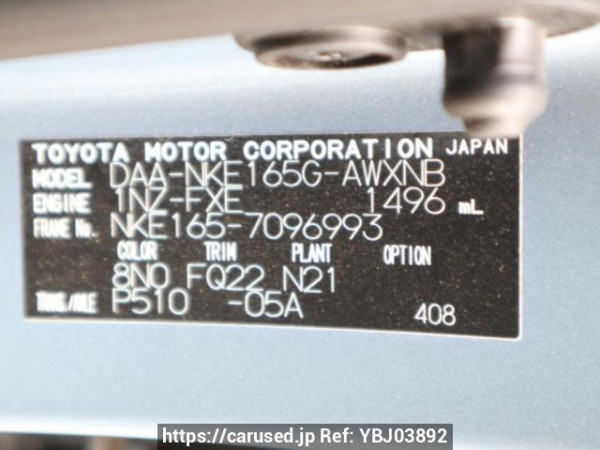 TOYOTA MOTOR CORPORATION JAPAN
MODEL DAA-NKE165G-AWXNB
ENGINE 1NZ-FXE 1496 mL
FRAME No. NKE165-7096993
COLOR TRIM PLANT OPTION
8N0 FQ22 N21
TRANS./AXLE P510 -05A 408
https://carused.jp Ref: YBJ03892